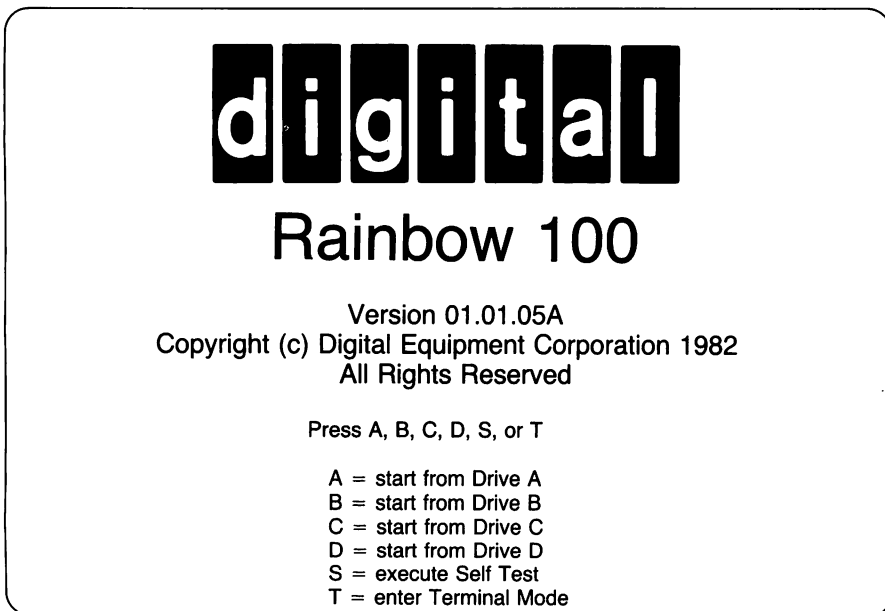 digital
Rainbow 100
Version 01.01.05A
Copyright (c) Digital Equipment Corporation 1982
All Rights Reserved
Press A, B, C, D, S, or T
A = start from Drive A
B = start from Drive B
C = start from Drive C
D = start from Drive D
S = execute Self Test
T = enter Terminal Mode